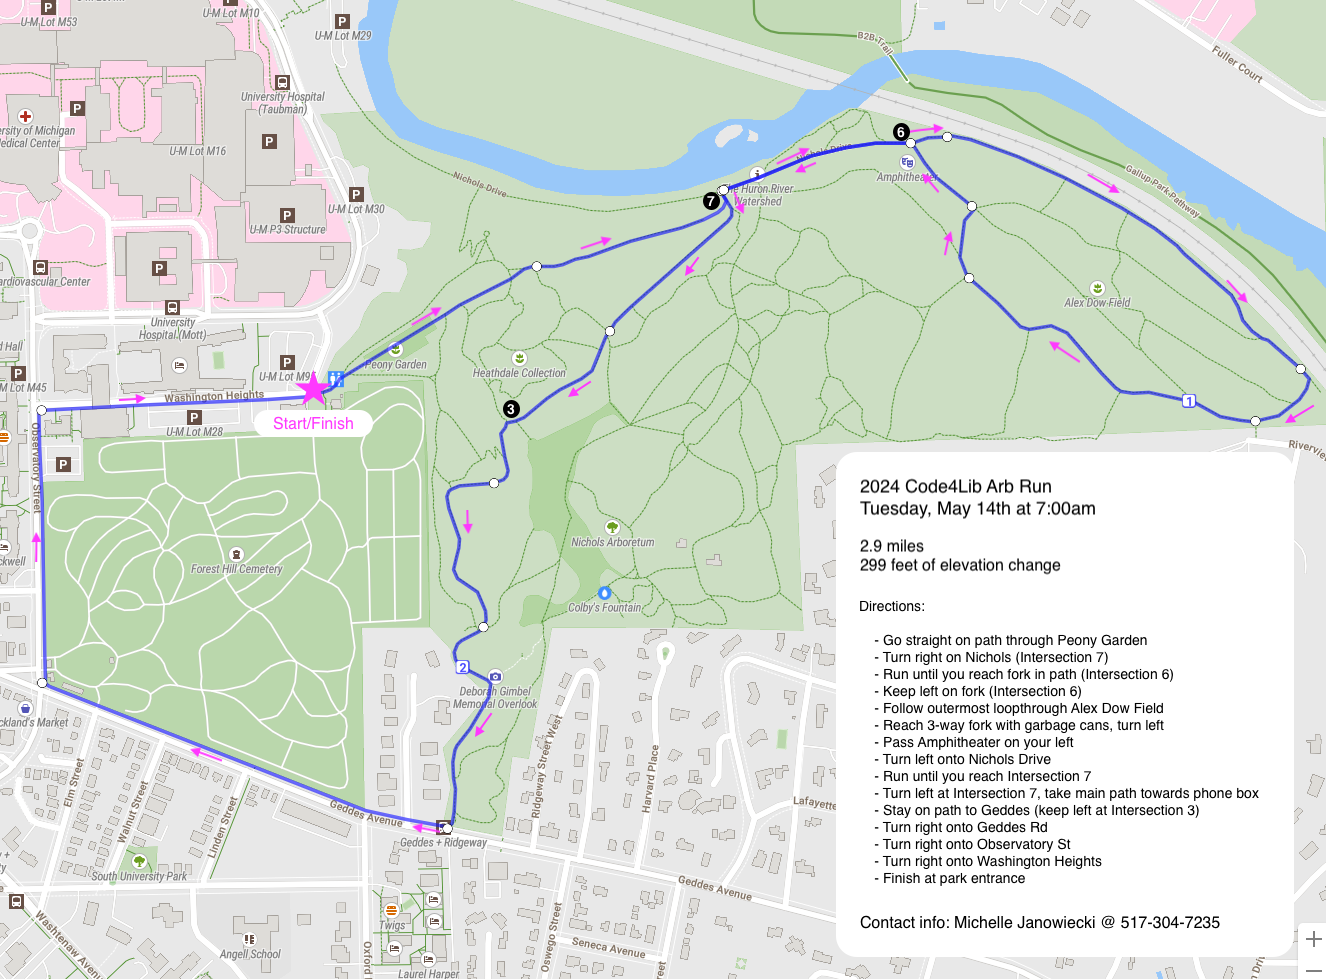 U-M Lot M53
U-M Lot M10
U-M Lot M29
B2B-Trail
Fuller Court
University Hospital
(Taubman)
ersity of Michigan
edical Center
U-M Lot M16
U-M Lot M30
U-M P3 Structure
ardiovascular Center
University
Hospital (Mott)
d Hall
M Lot M45
U-M Lot M9
Washington Heights
U-M Lot M28
Start/Finish
Observatory Street
Peony Garden
Heathdale Collection
Nichols-Drive
Nichols-Drive
The Huron River
Watershed
Amphitheater
Gallup-Park-Pathway
Alex Dow-Field
6
7
3
1
2
Riverview
Forest Hill Cemetery
ckwell
Nichols Arboretum
Colby's Fountain
Deborah Gimbel
Memorial Overlook
ckland's Market
Elm Street
Walnut Street
Linden Street
South University Park
Geddes Avenue
Geddes + Ridgeway
Ridgeway Street West
Harvard Place
Lafayette
Geddes Avenue
Seneca Avenue
Oswego Street
Oxford
Twigs
Laurel Harper
Angell School
Washtenaw Aven
2024 Code4Lib Arb Run
Tuesday, May 14th at 7:00am
2.9 miles
299 feet of elevation change
Directions:
- Go straight on path through Peony Garden
- Turn right on Nichols (Intersection 7)
- Run until you reach fork in path (Intersection 6)
- Keep left on fork (Intersection 6)
- Follow outermost loopthrough Alex Dow Field
- Reach 3-way fork with garbage cans, turn left
- Pass Amphitheater on your left
- Turn left onto Nichols Drive
- Run until you reach Intersection 7
- Turn left at Intersection 7, take main path towards phone box
- Stay on path to Geddes (keep left at Intersection 3)
- Turn right onto Geddes Rd
- Turn right onto Observatory St
- Turn right onto Washington Heights
- Finish at park entrance
Contact info: Michelle Janowiecki @ 517-304-7235